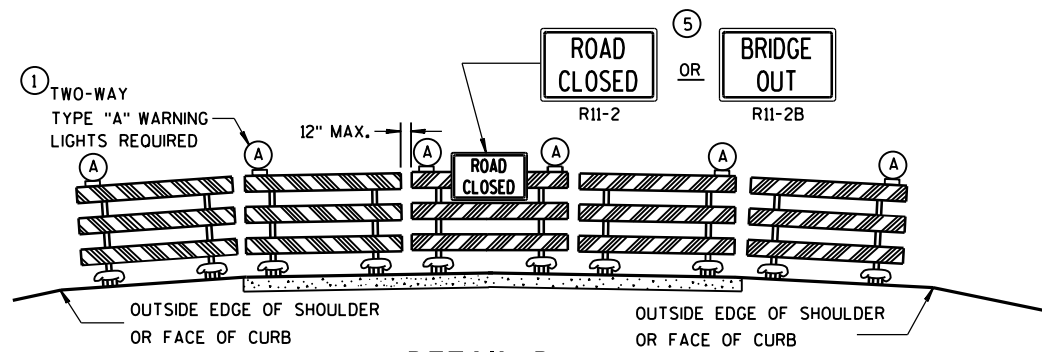 5
ROAD
CLOSED
R11-2
OR
BRIDGE
OUT
R11-2B
1
TWO-WAY
TYPE "A" WARNING
LIGHTS REQUIRED
12" MAX.
A
A
A
A
A
A
ROAD
CLOSED
OUTSIDE EDGE OF SHOULDER
OR FACE OF CURB
OUTSIDE EDGE OF SHOULDER
OR FACE OF CURB